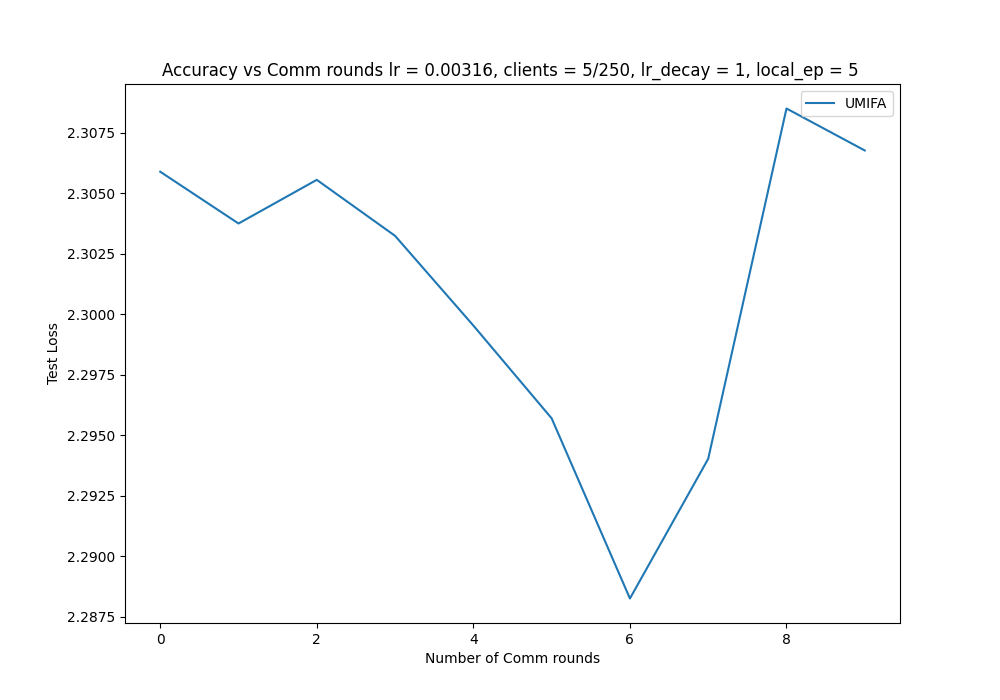 Accuracy vs Comm rounds lr = 0.00316, clients = 5/250, lr_decay = 1, local_ep = 5
UMIFA
2.3075
2.3050
2.3025
2.3000
2.2975
2.2950
2.2925
2.2900
2.2875
Test Loss
0 2 4 6 8
Number of Comm rounds